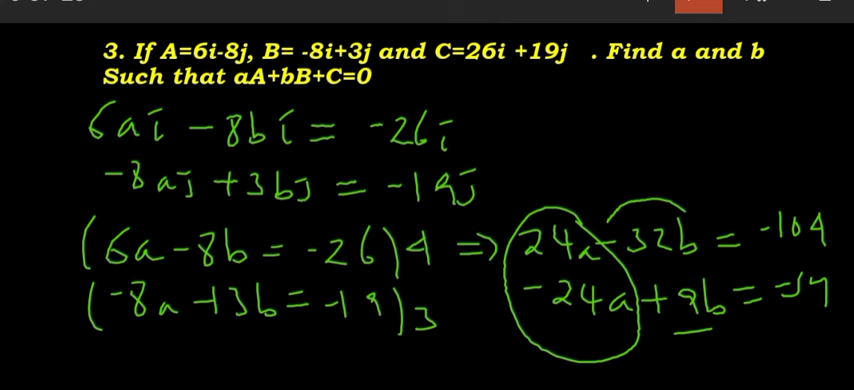 3. If A=6i-8j, B= -8i+3j and C=26i +19j . Find a and b
Such that aA+bB+C=0
6ai - 8bi = -26i
-8aj + 3bj = -19j
(6a - 8b = -26)4 => 24a - 32b = -104
(-8a + 3b = -19)3 -24a + 9b =